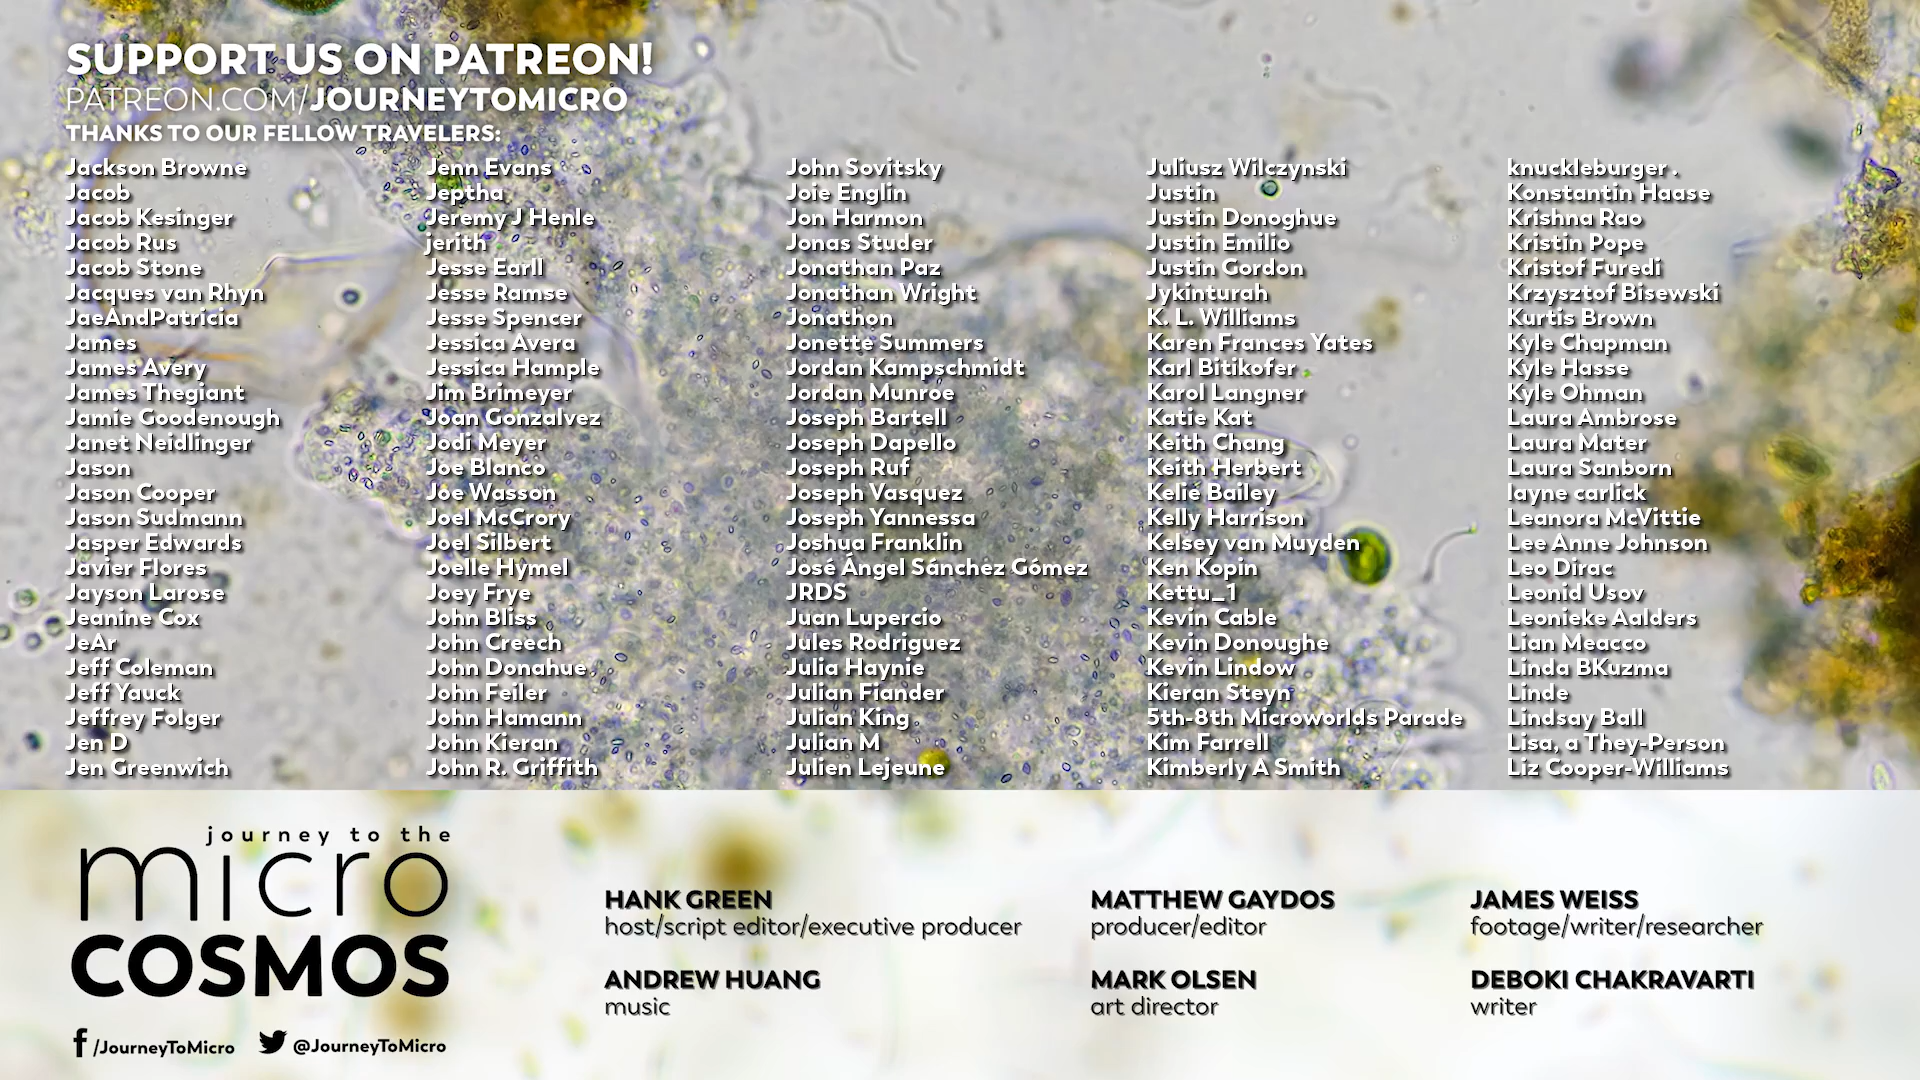 SUPPORT US ON PATREON!
PATREON.COM/JOURNEYTOMICRO
THANKS TO OUR FELLOW TRAVELERS:
Jackson Browne
Jacob
Jacob Kesinger
Jacob Rus
Jacob Stone
Jacques van Rhyn
JaeAndPatricia
James
James Avery
James Thegiant
Jamie Goodenough
Janet Neidlinger
Jason
Jason Cooper
Jason Sudmann
Jasper Edwards
Javier Flores
Jayson Larose
Jeanine Cox
JeAr
Jeff Coleman
Jeff Yauck
Jeffrey Folger
Jen D
Jen Greenwich
Jenn Evans
Jeptha
Jeremy J Henle
jerith
Jesse Earll
Jesse Ramse
Jesse Spencer
Jessica Avera
Jessica Hample
Jim Brimeyer
Joan Gonzalvez
Jodi Meyer
Joe Blanco
Joe Wasson
Joel McCrory
Joel Silbert
Joelle Hymel
Joey Frye
John Bliss
John Creech
John Donahue
John Feiler
John Hamann
John Kieran
John R. Griffith
John Sovitsky
Joie Englin
Jon Harmon
Jonas Studer
Jonathan Paz
Jonathan Wright
Jonathon
Jonette Summers
Jordan Kampschmidt
Jordan Munroe
Joseph Bartell
Joseph Dapello
Joseph Ruf
Joseph Vasquez
Joseph Yannessa
Joshua Franklin
José Ángel Sánchez Gómez
JRDS
Juan Lupercio
Jules Rodriguez
Julia Haynie
Julian Fiander
Julian King
Julian M
Julien Lejeune
Juliusz Wilczynski
Justin
Justin Donoghue
Justin Emilio
Justin Gordon
Jykinturah
K. L. Williams
Karen Frances Yates
Karl Bitikofer
Karol Langner
Katie Kat
Keith Chang
Keith Herbert
Kelie Bailey
Kelly Harrison
Kelsey van Muyden
Ken Kopin
Kettu_1
Kevin Cable
Kevin Donoughe
Kevin Lindow
Kieran Steyn
5th-8th Microworlds Parade
Kim Farrell
Kimberly A Smith
knuckleburger .
Konstantin Haase
Krishna Rao
Kristin Pope
Kristof Furedi
Krzysztof Bisewski
Kurtis Brown
Kyle Chapman
Kyle Hasse
Kyle Ohman
Laura Ambrose
Laura Mater
Laura Sanborn
layne carlick
Leanora McVittie
Lee Anne Johnson
Leo Dirac
Leonid Usov
Leonieke Aalders
Lian Meacco
Linda BKuzma
Linde
Lindsay Ball
Lisa, a They-Person
Liz Cooper-Williams
journey to the
micro
COSMOS
/JourneyToMicro @JourneyToMicro
HANK GREEN
host/script editor/executive producer
ANDREW HUANG
music
MATTHEW GAYDOS
producer/editor
MARK OLSEN
art director
JAMES WEISS
footage/writer/researcher
DEBOKI CHAKRAVARTI
writer